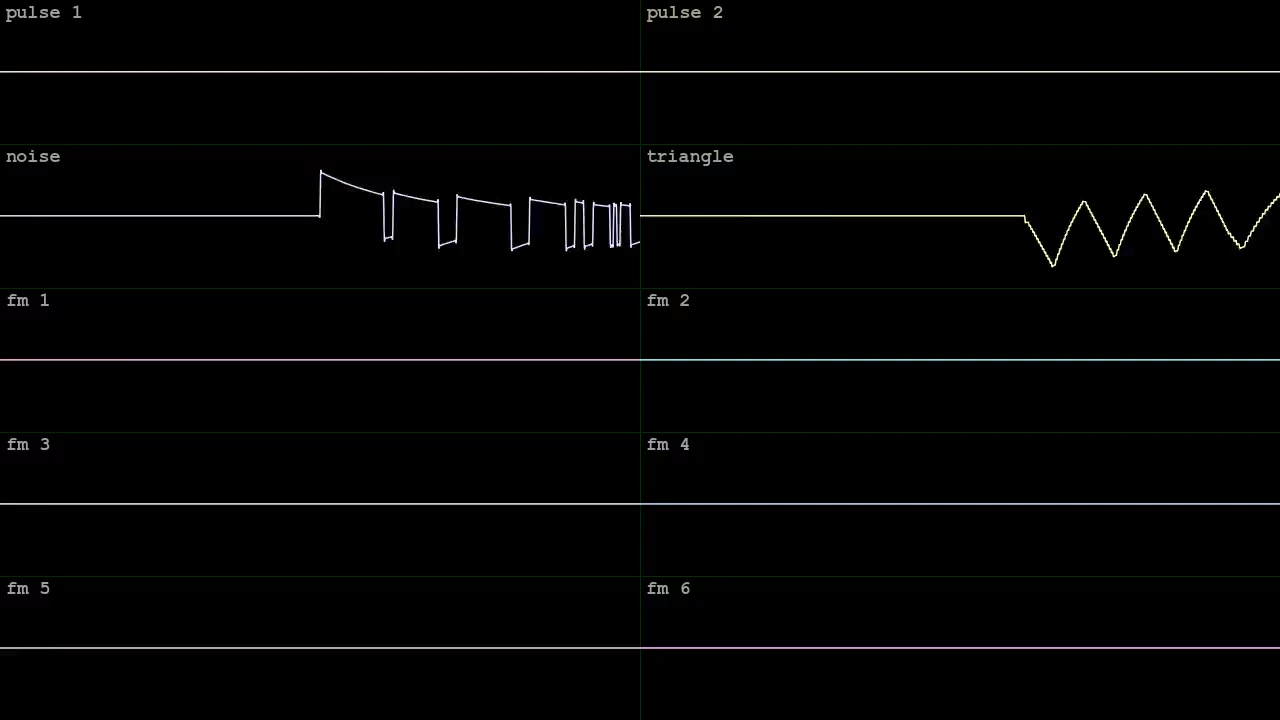 pulse 1
pulse 2
noise
triangle
fm 1
fm 2
fm 3
fm 4
fm 5
fm 6